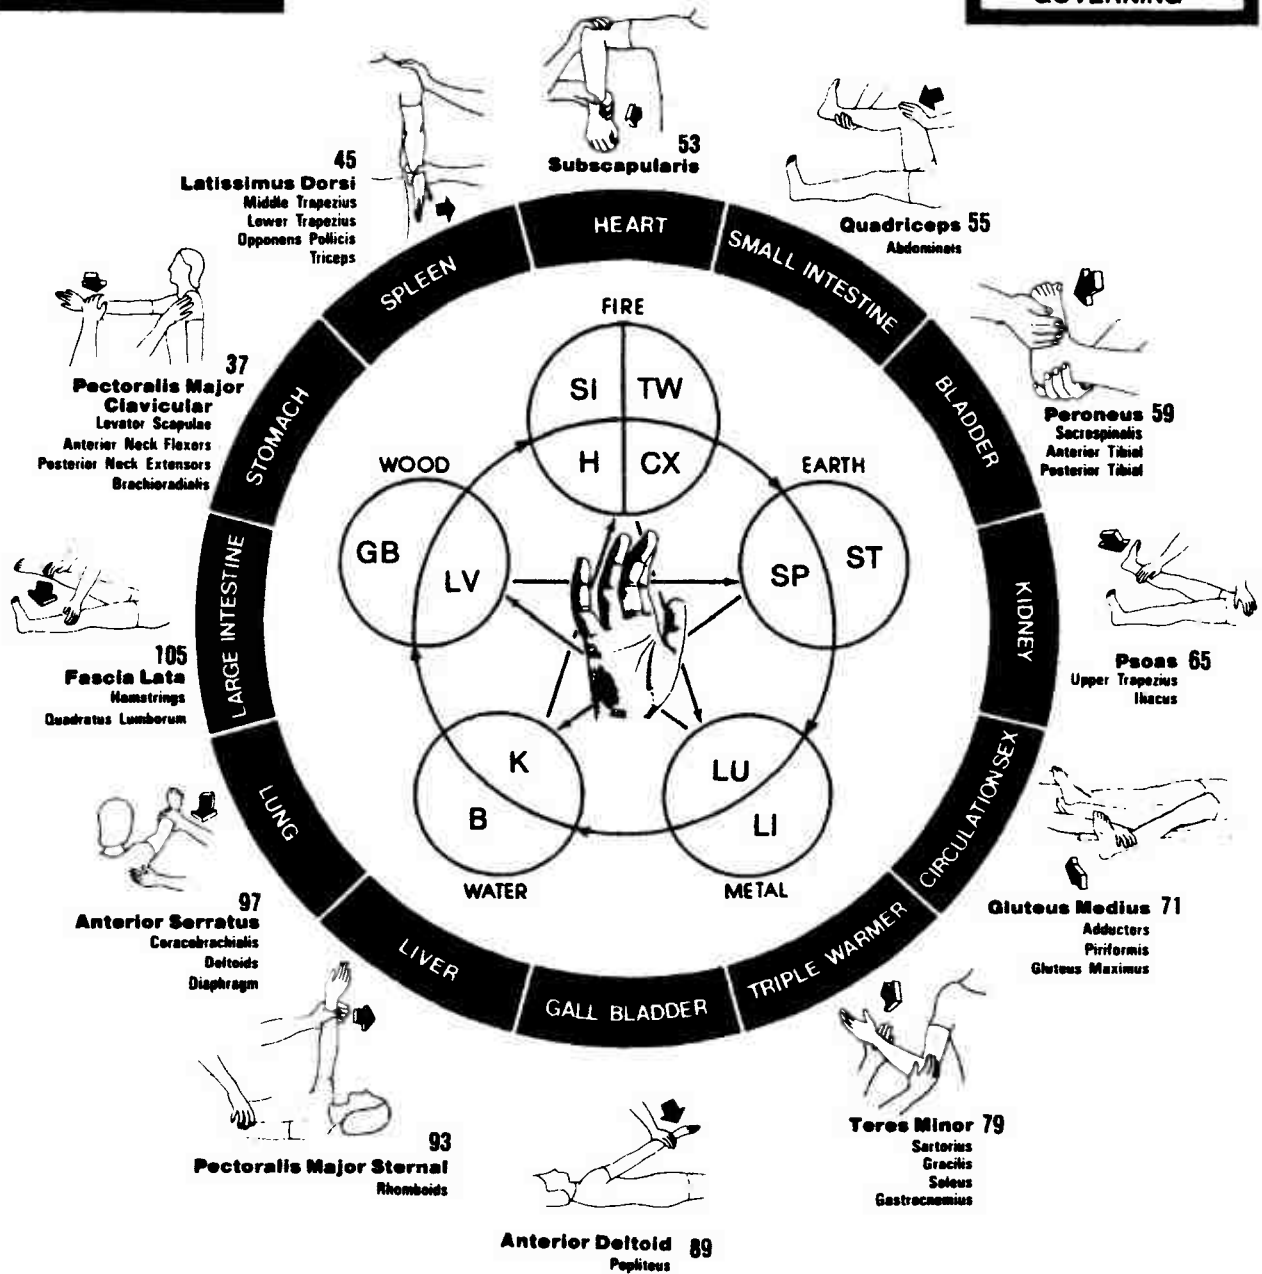 GOVERNING
53
Subscapularis
45
Latissimus Dorsi
Middle Trapezius
Lower Trapezius
Opponens Pollicis
Triceps
Quadriceps 55
Abdominals
37
Pectoralis Major
Clavicular
Levator Scapulae
Anterior Neck Flexors
Posterior Neck Extensors
Brachioradialis
Peroneus 59
Sacrospinalis
Anterior Tibial
Posterior Tibial
105
Fascia Lata
Hamstrings
Quadratus Lumborum
Psoas 65
Upper Trapezius
Iliacus
97
Anterior Serratus
Coracobrachialis
Deltoids
Diaphragm
Gluteus Medius 71
Adductors
Piriformis
Gluteus Maximus
93
Pectoralis Major Sternal
Rhomboids
Teres Minor 79
Sartorius
Gracilis
Soleus
Gastrocnemius
Anterior Deltoid 89
Popliteus
HEART
SMALL INTESTINE
BLADDER
KIDNEY
CIRCULATION SEX
TRIPLE WARMER
GALL BLADDER
LIVER
LUNG
LARGE INTESTINE
STOMACH
SPLEEN
FIRE
SI TW
H CX
WOOD
GB
LV
EARTH
SP ST
K
B
WATER
LU
LI
METAL